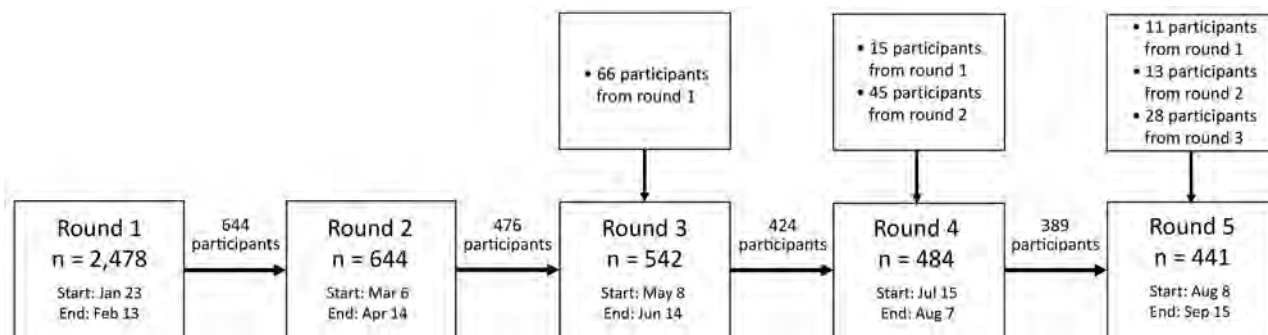 • 66 participants
from round 1
• 15 participants
from round 1
• 45 participants
from round 2
• 11 participants
from round 1
• 13 participants
from round 2
• 28 participants
from round 3
Round 1
n = 2,478
Start: Jan 23
End: Feb 13
644
participants
Round 2
n = 644
Start: Mar 6
End: Apr 14
476
participants
Round 3
n = 542
Start: May 8
End: Jun 14
424
participants
Round 4
n = 484
Start: Jul 15
End: Aug 7
389
participants
Round 5
n = 441
Start: Aug 8
End: Sep 15